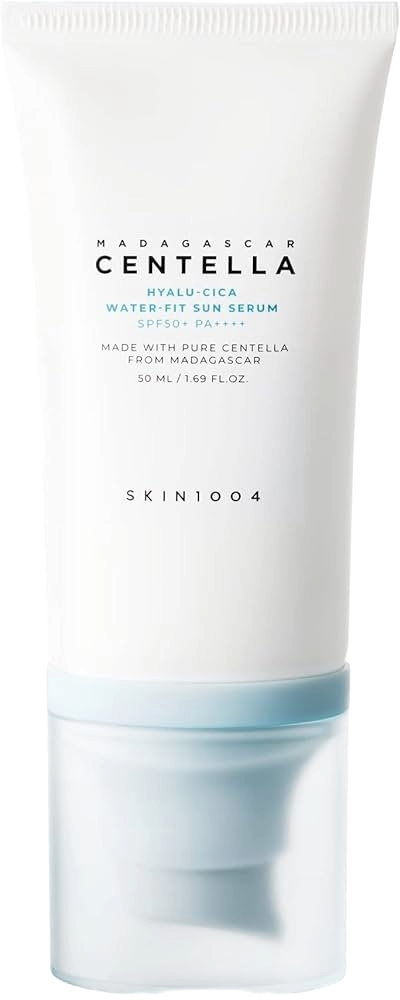 MADAGASCAR
CENTELLA
HYALU-CICA
WATER-FIT SUN SERUM
SPF50+ PA++++
MADE WITH PURE CENTELLA
FROM MADAGASCAR
50 ML / 1.69 FL.OZ.
SKIN1004